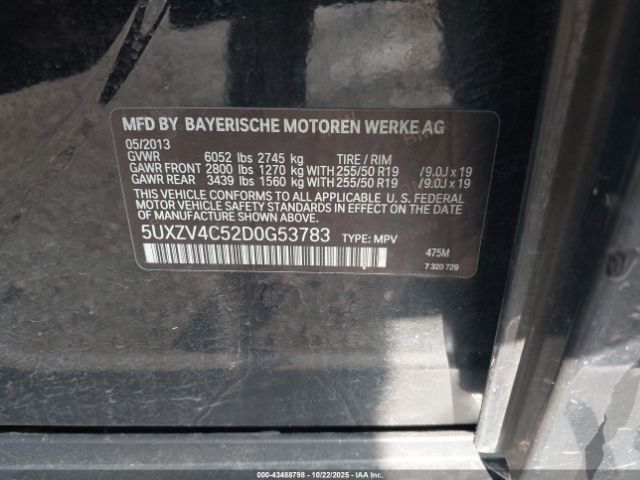 MFD BY BAYERISCHE MOTOREN WERKE AG
05/2013
GVWR 6052 lbs 2745 kg TIRE / RIM
GAWR FRONT 2800 lbs 1270 kg WITH 255/50 R19 /9.0J x 19
GAWR REAR 3439 lbs 1560 kg WITH 255/50 R19 /9.0J x 19
THIS VEHICLE CONFORMS TO ALL APPLICABLE U. S. FEDERAL
MOTOR VEHICLE SAFETY STANDARDS IN EFFECT ON THE DATE
OF MANUFACTURE SHOWN ABOVE.
5UXZV4C52D0G53783 TYPE: MPV 475M
7 320 729
000-43488798 - 10/22/2025 - IAAI.COM